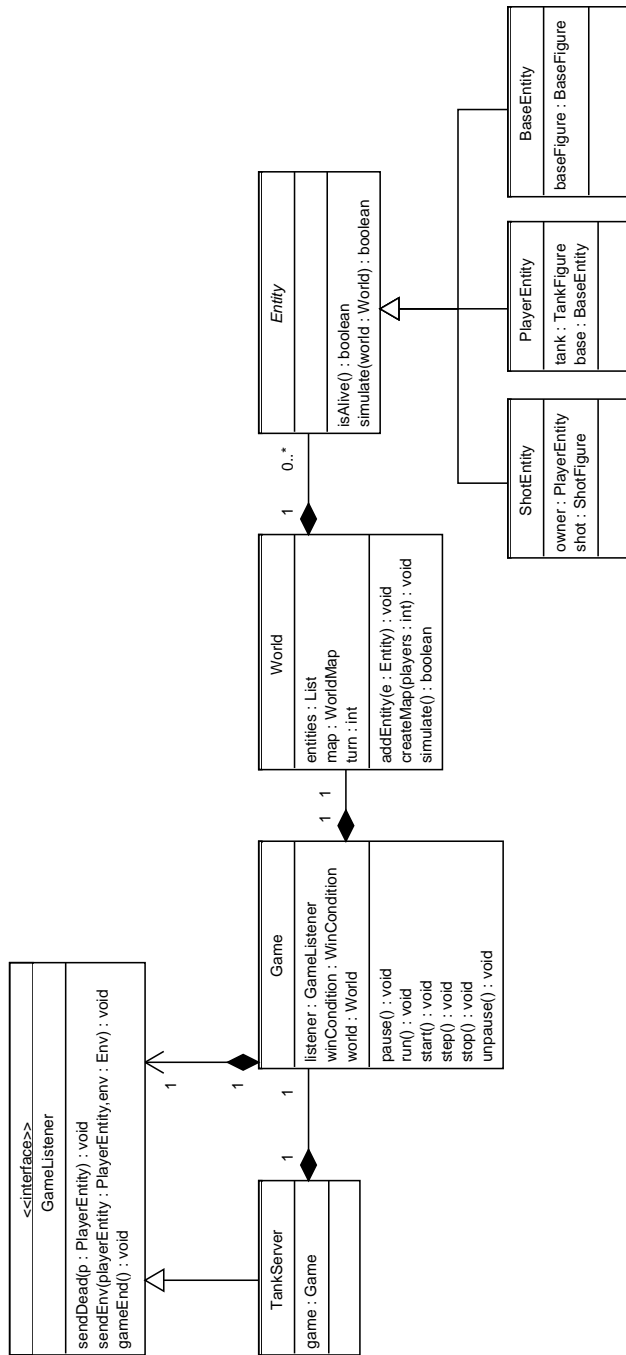 <<interface>>
GameListener
sendDead(p : PlayerEntity) : void
sendEnv(playerEntity : PlayerEntity,env : Env) : void
gameEnd() : void
1
1
TankServer
game : Game
1
1
Game
listener : GameListener
winCondition : WinCondition
world : World
pause() : void
run() : void
start() : void
step() : void
stop() : void
unpause() : void
1
1
World
entities : List
map : WorldMap
turn : int
addEntity(e : Entity) : void
createMap(players : int) : void
simulate() : boolean
1
0..*
Entity
isAlive() : boolean
simulate(world : World) : boolean
ShotEntity
owner : PlayerEntity
shot : ShotFigure
PlayerEntity
tank : TankFigure
base : BaseEntity
BaseEntity
baseFigure : BaseFigure